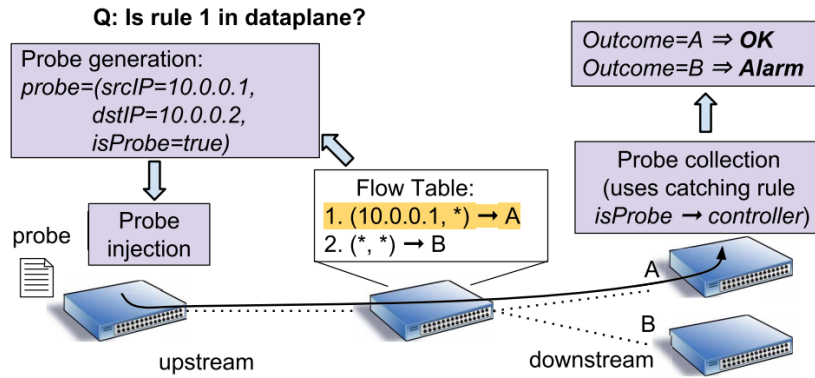 Q: Is rule 1 in dataplane?
Probe generation:
probe=(srcIP=10.0.0.1,
dstIP=10.0.0.2,
isProbe=true)
Outcome=A ⇒ OK
Outcome=B ⇒ Alarm
Probe
injection
Flow Table:
1. (10.0.0.1, *) → A
2. (*, *) → B
Probe collection
(uses catching rule
isProbe → controller)
probe
A
B
upstream
downstream